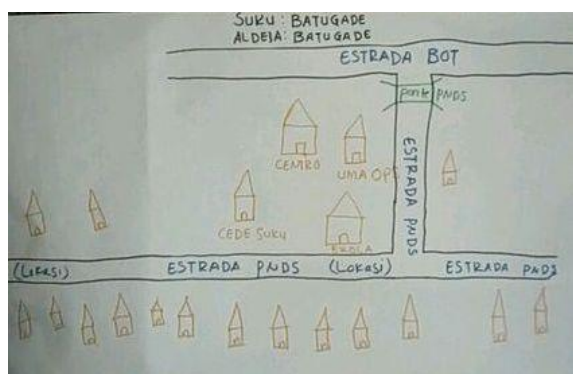 SUKU : BATUGADE
ALDEIA : BATUGADE
ESTRADA BOT
ponte PNDS
ESTRADA PNDS
CENTRO
UMA OPS
CEDE SUKU
(Lokasi)
ESTRADA PNDS
(Lokasi)
ESTRADA PNDS